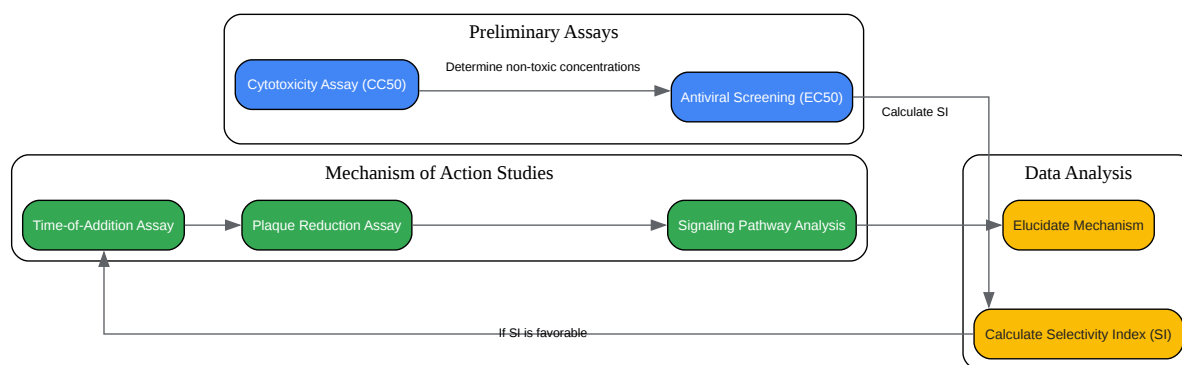 Preliminary Assays
Cytotoxicity Assay (CC50)
Determine non-toxic concentrations
Antiviral Screening (EC50)
Calculate SI
Mechanism of Action Studies
Time-of-Addition Assay
Plaque Reduction Assay
Signaling Pathway Analysis
Data Analysis
Elucidate Mechanism
If SI is favorable
Calculate Selectivity Index (SI)